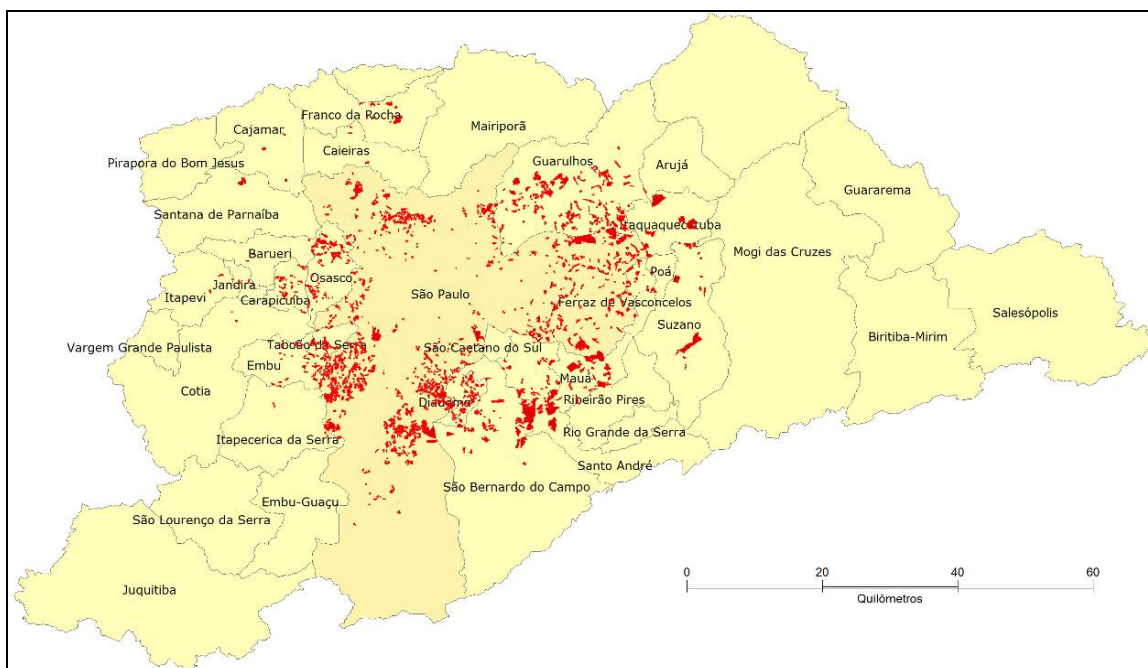 Franco da Rocha
Cajamar
Mairiporã
Caieiras
Pirapora do Bom Jesus
Guarulhos
Arujá
Guararema
Santana de Parnaíba
Itaquaquecetuba
Barueri
Mogi das Cruzes
Osasco
Poá
Jandira
Itapevi
Carapicuíba
São Paulo
Ferraz de Vasconcelos
Salesópolis
Suzano
Biritiba-Mirim
Taboão da Serra
São Caetano do Sul
Vargem Grande Paulista
Embu
Mauá
Cotia
Diadema
Ribeirão Pires
Itapecerica da Serra
Rio Grande da Serra
Santo André
São Bernardo do Campo
Embu-Guaçu
São Lourenço da Serra
Juquitiba
0 20 40 60
Quilômetros